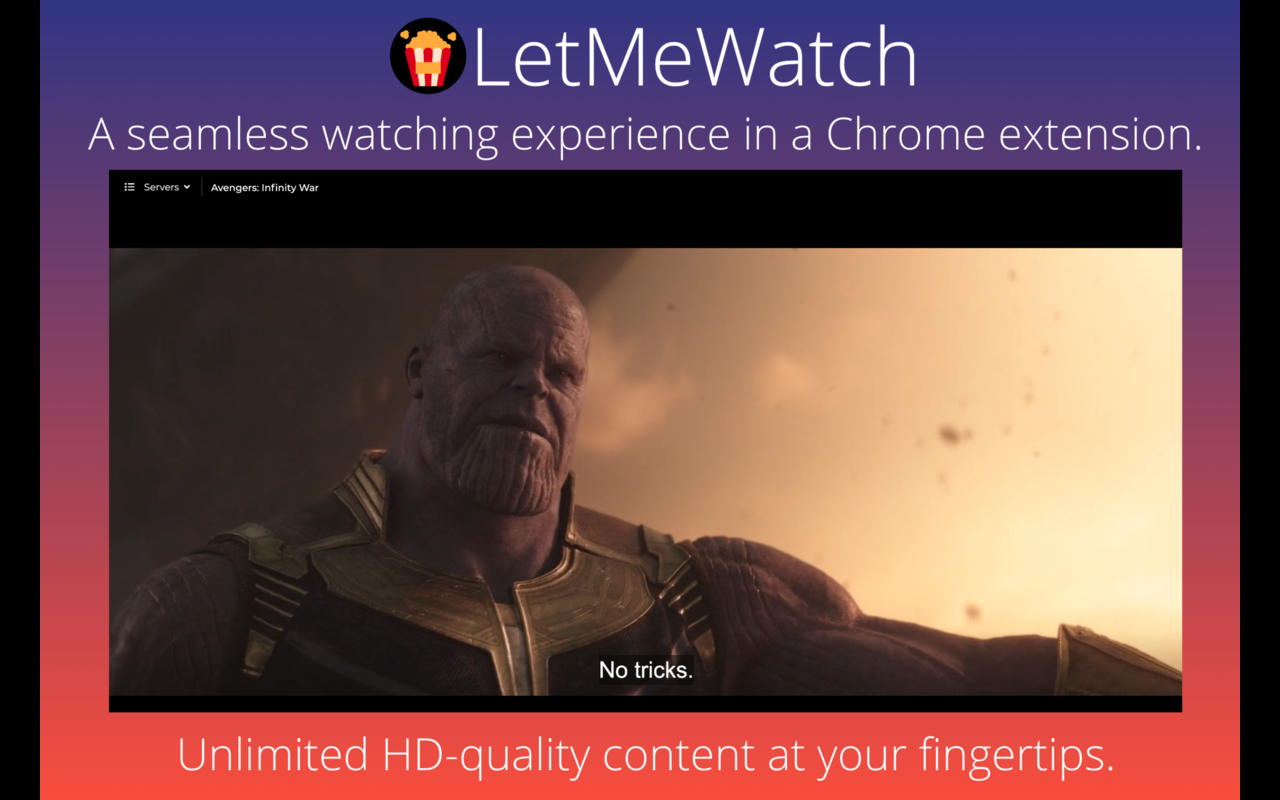 LetMeWatch
A seamless watching experience in a Chrome extension.
Servers Avengers: Infinity War
No tricks.
Unlimited HD-quality content at your fingertips.